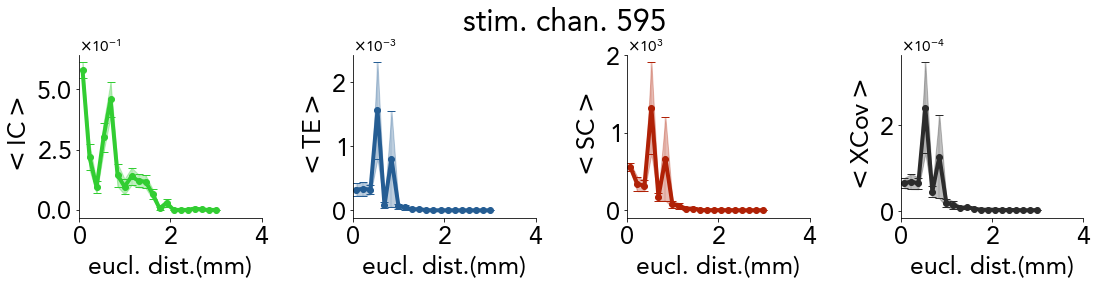 stim. chan. 595
×10⁻¹
< IC >
5.0
2.5
0.0
0 2 4
eucl. dist.(mm)
×10⁻³
< TE >
2
1
0
0 2 4
eucl. dist.(mm)
×10³
< SC >
2
1
0
0 2 4
eucl. dist.(mm)
×10⁻⁴
< XCov >
2
0
0 2 4
eucl. dist.(mm)